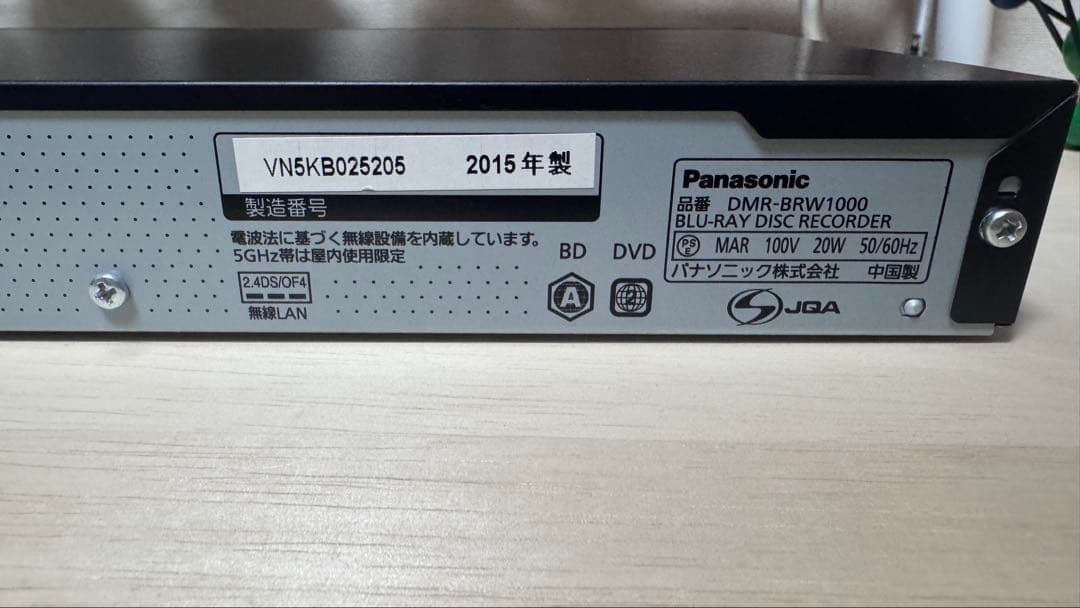 VN5KB025205 2015年製
製造番号
電波法に基づく無線設備を内蔵しています。
5GHz帯は屋内使用限定
2.4DS/OF4
無線LAN
BD DVD
A 2
Panasonic
品番 DMR-BRW1000
BLU-RAY DISC RECORDER
PSE MAR 100V 20W 50/60Hz
パナソニック株式会社 中国製
JQA